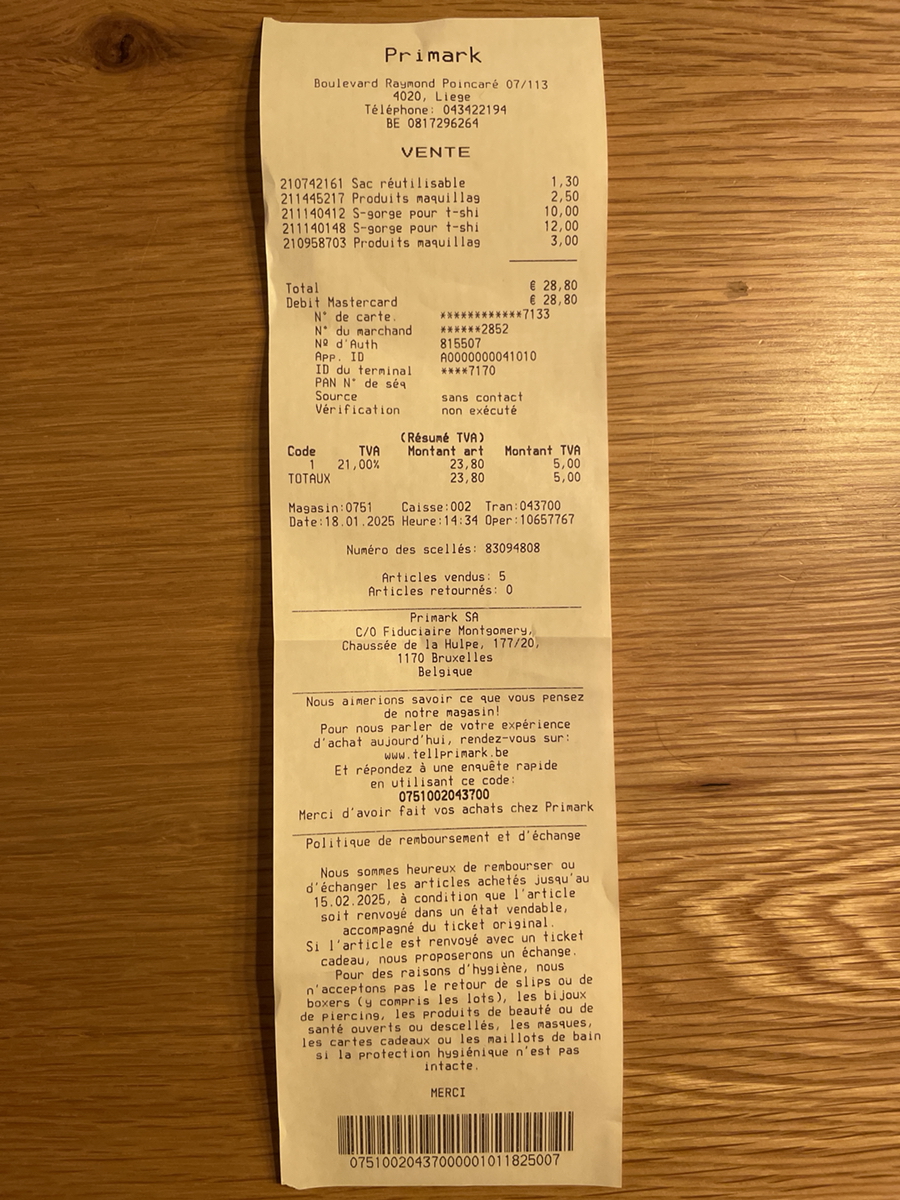 Primark
Boulevard Raymond Poincaré 07/113
4020, Liege
Téléphone: 043422194
BE 0817296264
VENTE
210742161 Sac réutilisable 1,30
211445217 Produits maquillag 2,50
211140412 S-gorge pour t-shi 10,00
211140148 S-gorge pour t-shi 12,00
210958703 Produits maquillag 3,00
Total € 28,80
Debit Mastercard € 28,80
N° de carte. ************7133
N° du marchand ******2852
Nº d'Auth 815507
App. ID A0000000041010
ID du terminal ****7170
PAN N° de séq
Source sans contact
Vérification non exécuté
(Résumé TVA)
Code TVA Montant art Montant TVA
1 21,00% 23,80 5,00
TOTAUX 23,80 5,00
Magasin:0751 Caisse:002 Tran:043700
Date:18.01.2025 Heure:14:34 Oper:10657767
Numéro des scellés: 83094808
Articles vendus: 5
Articles retournés: 0
Primark SA
C/O Fiduciaire Montgomery,
Chaussée de la Hulpe, 177/20,
1170 Bruxelles
Belgique
Nous aimerions savoir ce que vous pensez
de notre magasin!
Pour nous parler de votre expérience
d'achat aujourd'hui, rendez-vous sur:
www.tellprimark.be
Et répondez à une enquête rapide
en utilisant ce code:
0751002043700
Merci d'avoir fait vos achats chez Primark
Politique de remboursement et d'échange
Nous sommes heureux de rembourser ou
d'échanger les articles achetés jusqu'au
15.02.2025, à condition que l'article
soit renvoyé dans un état vendable,
accompagné du ticket original.
Si l'article est renvoyé avec un ticket
cadeau, nous proposerons un échange.
Pour des raisons d'hygiène, nous
n'acceptons pas le retour de slips ou de
boxers (y compris les lots), les bijoux
de piercing, les produits de beauté ou de
santé ouverts ou descellés, les masques,
les cartes cadeaux ou les maillots de bain
si la protection hygiénique n'est pas
intacte.
MERCI
07510020437000001011825007